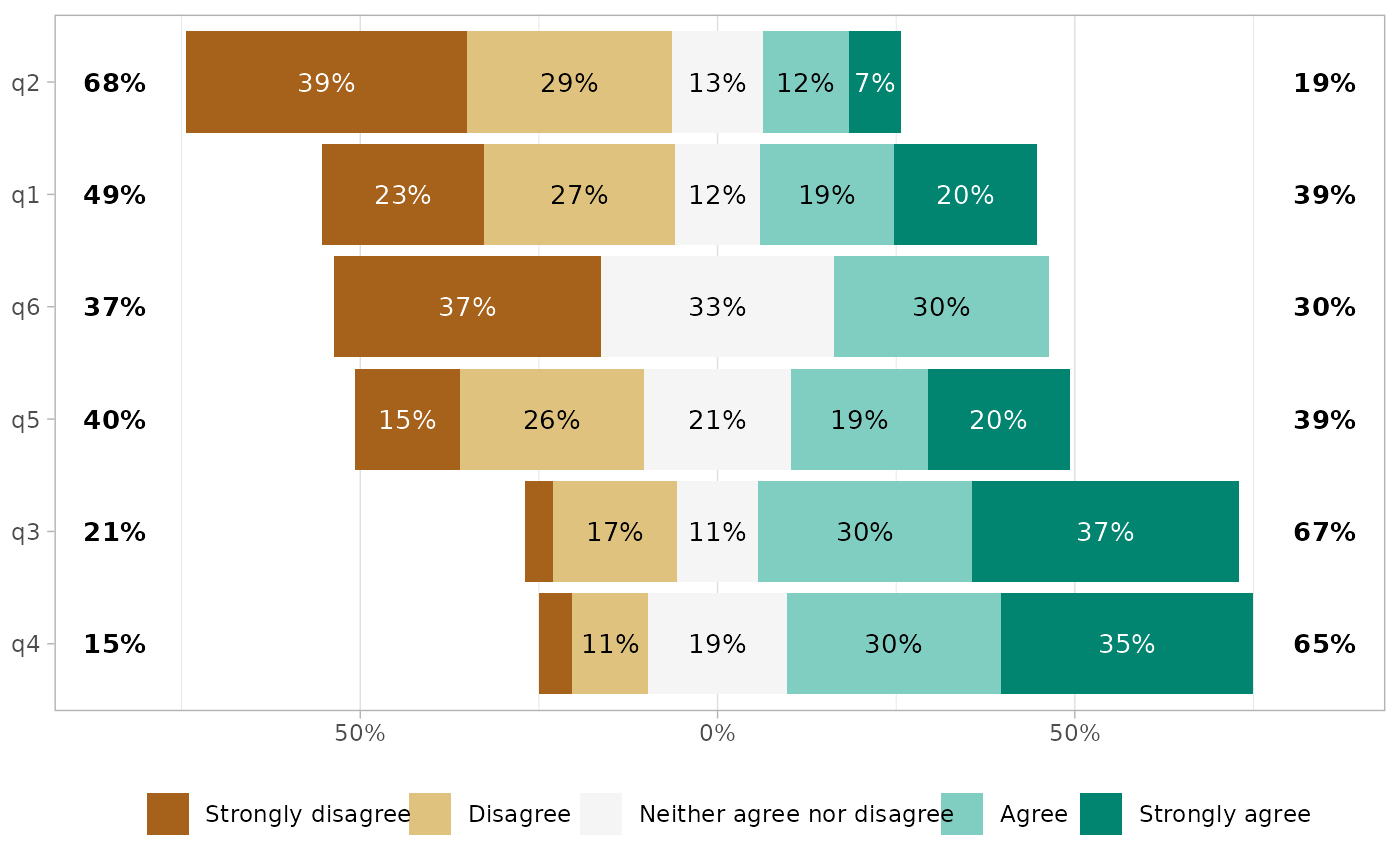 q2 68% 39% 29% 13% 12% 7% 19%
q1 49% 23% 27% 12% 19% 20% 39%
q6 37% 37% 33% 30% 30%
q5 40% 15% 26% 21% 19% 20% 39%
q3 21% 17% 11% 30% 37% 67%
q4 15% 11% 19% 30% 35% 65%
50% 0% 50%
Strongly disagree Disagree Neither agree nor disagree Agree Strongly agree